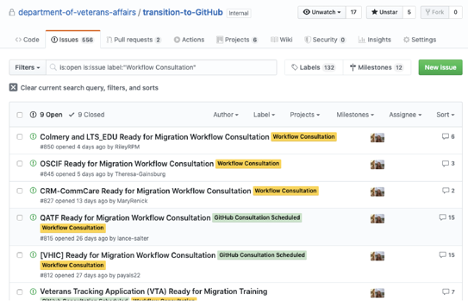 department-of-veterans-affairs / transition-to-GitHub Internal
Unwatch 17 Unstar 5 Fork 0
Code Issues 556 Pull requests 2 Actions Projects 6 Wiki Security 0 Insights Settings
Filters is:open is:issue label:"Workflow Consultation" Labels 132 Milestones 12 New Issue
Clear current search query, filters, and sorts
9 Open 9 Closed Author Label Projects Milestones Assignee Sort
Colmery and LTS_EDU Ready for Migration Workflow Consultation Workflow Consultation 6
#850 opened 4 days ago by RileyRPM
OSCIF Ready for Migration Workflow Consultation Workflow Consultation 3
#845 opened 5 days ago by Theresa-Gainsburg
CRM-CommCare Ready for Migration Workflow Consultation Workflow Consultation 2
#827 opened 13 days ago by MaryRenick
QATF Ready for Migration Workflow Consultation GitHub Consultation Scheduled 15
Workflow Consultation
#815 opened 26 days ago by lance-salter
[VHIC] Ready for Migration Workflow Consultation GitHub Consultation Scheduled 15
Workflow Consultation
#812 opened 27 days ago by
Veterans Tracking Application (VTA) Ready for Migration Training 7
GitHub Consultation Scheduled Workflow Consultation